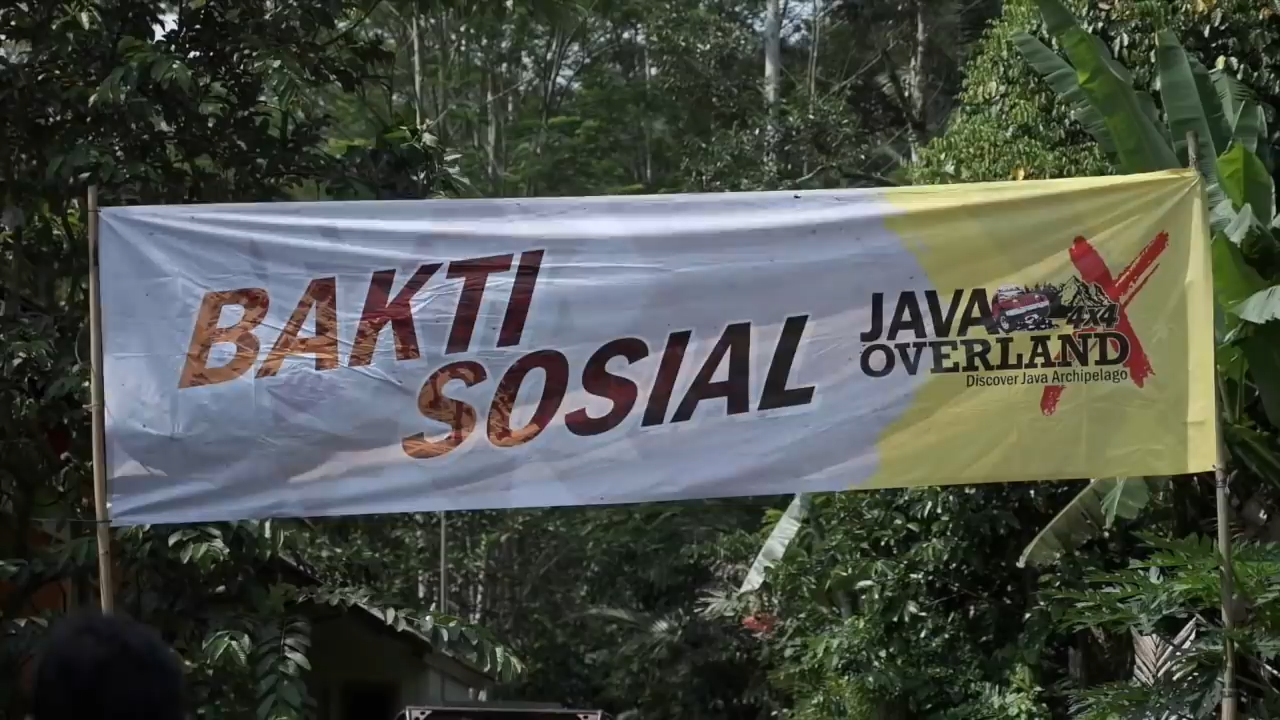 BAKTI
SOSIAL
JAVA 4x4
OVERLAND
Discover Java Archipelago